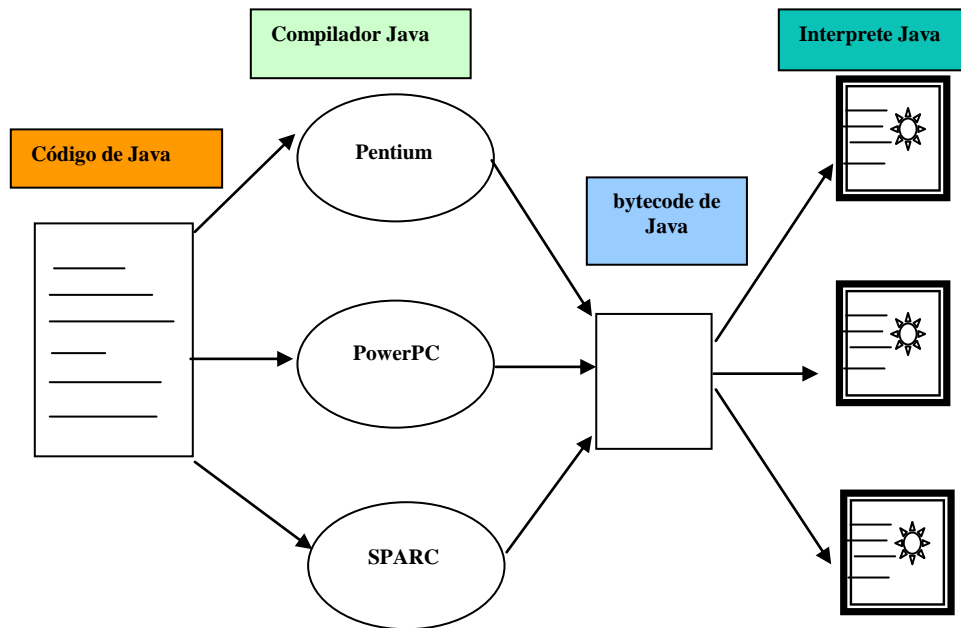 Compilador Java
Interprete Java
Código de Java
Pentium
bytecode de
Java
PowerPC
SPARC